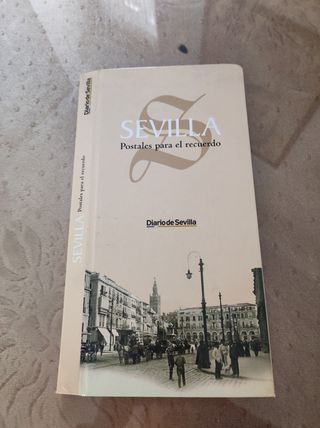 S
SEVILLA
Postales para el recuerdo
Diario de Sevilla
SEVILLA Postales para el recuerdo
Diario de Sevilla